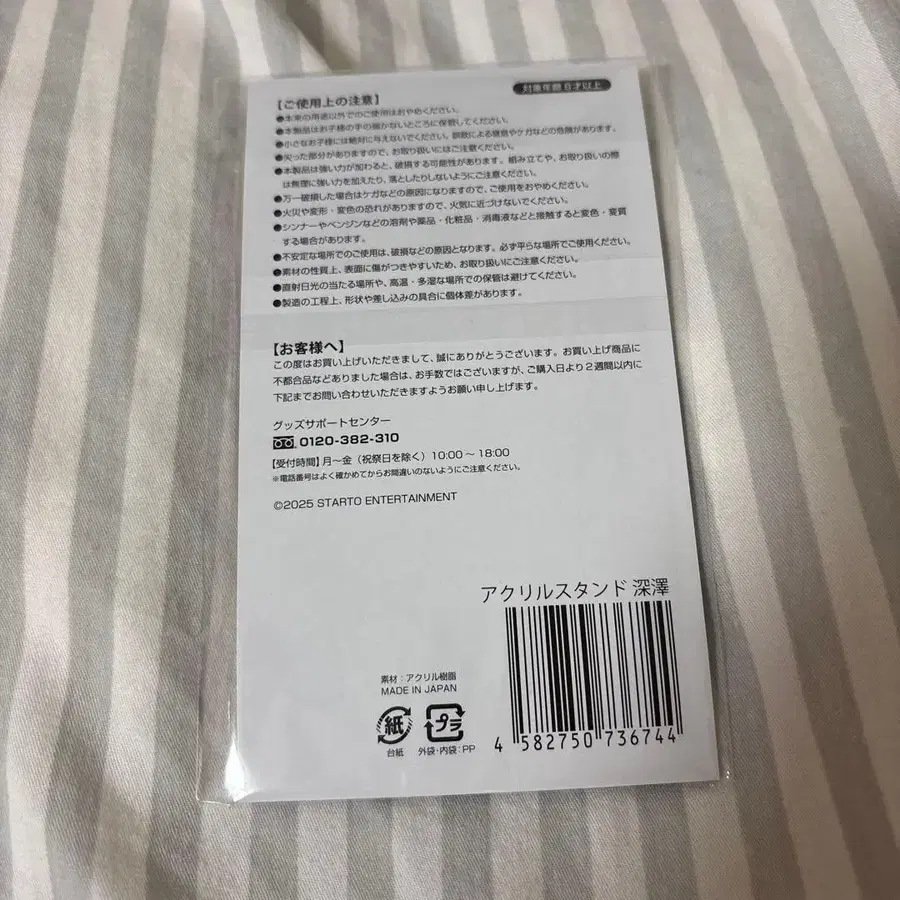 【ご使用上の注意】
対象年齢 6才以上
●本来の用途以外でのご使用はおやめください。
●本製品はお子様の手の届かないところに保管してください。
●小さなお子様には絶対に与えないでください。誤飲による窒息やケガなどの危険があります。
●尖った部分がありますので、お取り扱いにはご注意ください。
●本製品は強い力が加わると、破損する可能性があります。組み立てや、お取り扱いの際
は無理に強い力を加えたり、落としたりしないようにご注意ください。
●万一破損した場合はケガなどの原因になりますので、ご使用をおやめください。
●火災や変形・変色の恐れがありますので、火気に近づけないでください。
●シンナーやベンジンなどの溶剤や薬品・化粧品・消毒液などと接触すると変色・変質
する場合があります。
●不安定な場所でのご使用は、破損などの原因となります。必ず平らな場所でご使用ください。
●素材の性質上、表面に傷がつきやすいため、お取り扱いにご注意ください。
●直射日光の当たる場所や、高温・多湿な場所での保管は避けてください。
●製造の工程上、形状や差し込みの具合に個体差があります。
【お客様へ】
この度はお買い上げいただきまして、誠にありがとうございます。お買い上げ商品に
不都合品などありました場合は、お手数ではございますが、ご購入日より2週間以内に
下記までお問い合わせいただきますようお願い申し上げます。
グッズサポートセンター
0120-382-310
【受付時間】月〜金（祝祭日を除く）10:00〜18:00
※電話番号はよく確かめてからお間違いのないようにご注意ください。
©2025 STARTO ENTERTAINMENT
アクリルスタンド 深澤
素材：アクリル樹脂
MADE IN JAPAN
紙
プラ
台紙
外袋・内袋：PP
4 582750 736744